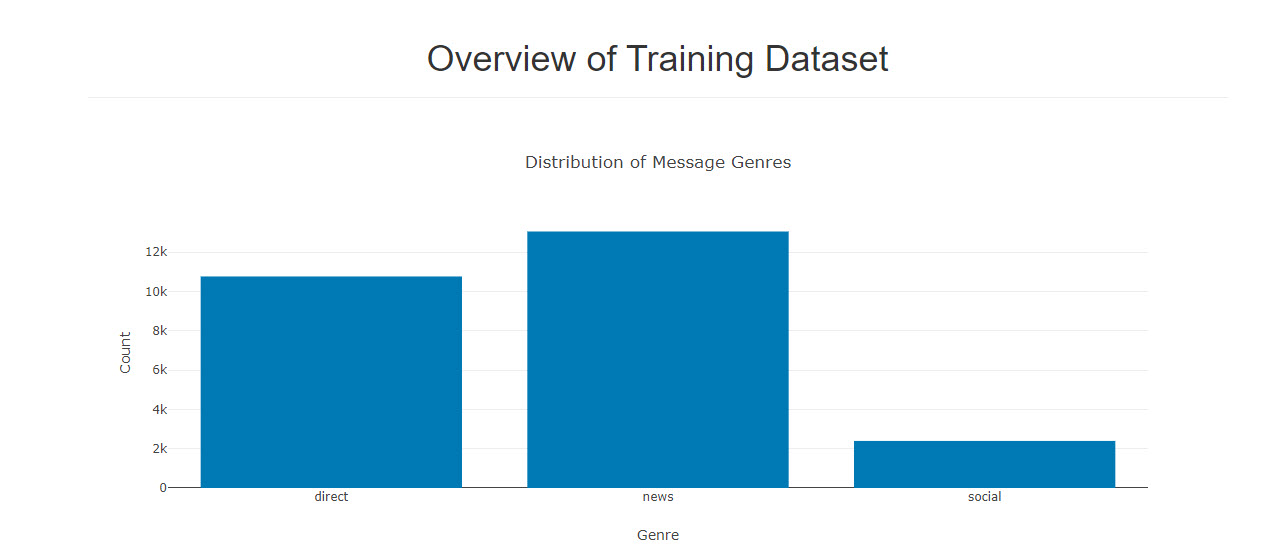 Overview of Training Dataset
Distribution of Message Genres
12k
10k
8k
6k
4k
2k
0
Count
direct news social
Genre